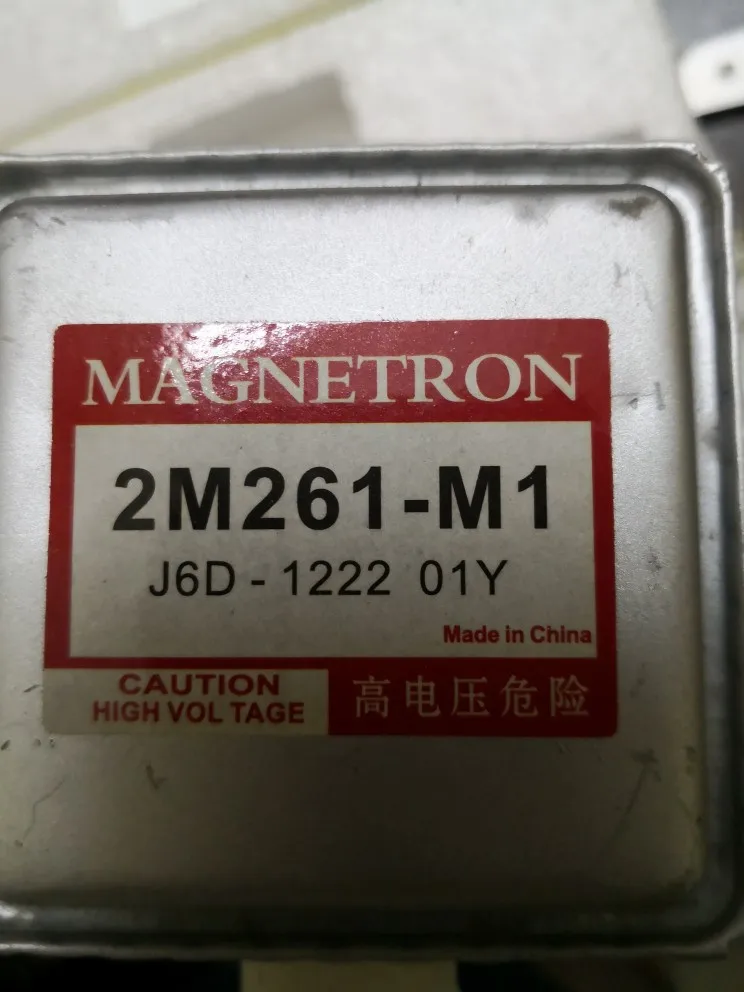 MAGNETRON
2M261-M1
J6D - 1222 01Y
Made in China
CAUTION
HIGH VOL TAGE
高电压危险